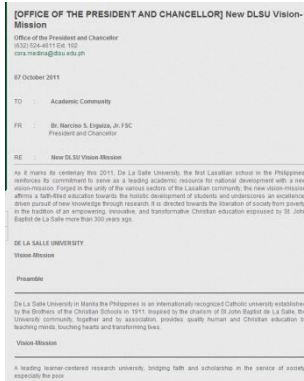 [OFFICE OF THE PRESIDENT AND CHANCELLOR] New DLSU Vision-
Mission
Office of the President and Chancellor
(632) 524-4611 Ext. 102
cora.medina@dlsu.edu.ph
07 October 2011
TO : Academic Community
FR : Br. Narciso S. Erguiza, Jr. FSC
President and Chancellor
RE : New DLSU Vision-Mission
As it marks its centenary this 2011, De La Salle University, the first Lasallian school in the Philippines
reinforces its commitment to serve as a leading academic resource for national development with a new
vision-mission. Forged in the unity of the various sectors of the Lasallian community, the new vision-mission
affirms a faith-filled education towards the holistic development of students and underscores an excellence
driven pursuit of new knowledge through research. It is directed towards the liberation of society from poverty
in the tradition of an empowering, innovative, and transformative Christian education espoused by St. John
Baptist de La Salle more than 300 years ago.
DE LA SALLE UNIVERSITY
Vision-Mission
Preamble
De La Salle University in Manila the Philippines is an internationally recognized Catholic university established
by the Brothers of the Christian Schools in 1911. Inspired by the charism of St John Baptist de La Salle, the
University community, together and by association, provides quality human and Christian education by
teaching minds, touching hearts and transforming lives.
Vision-Mission
A leading learner-centered research university, bridging faith and scholarship in the service of society
especially the poor